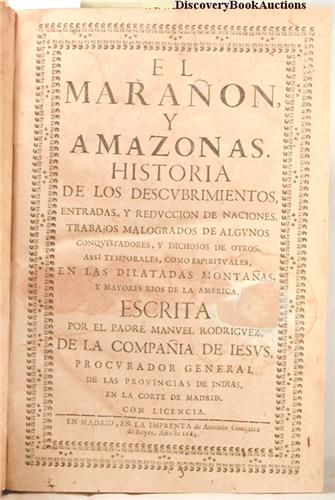 DiscoveryBookAuctions
EL
MARAÑON,
Y
AMAZONAS.
HISTORIA
DE LOS DESCVBRIMIENTOS,
ENTRADAS, Y REDVCCION DE NACIONES.
TRABAJOS MALOGRADOS DE ALGVNOS
CONQVISTADORES, Y DICHOSOS DE OTROS,
ASSI TEMPORALES, COMO ESPIRITVALES,
EN LAS DILATADAS MONTAÑAS,
Y MAYORES RIOS DE LA AMERICA.
ESCRITA
POR EL PADRE MANVEL RODRIGVEZ,
DE LA COMPAÑIA DE IESVS,
PROCVRADOR GENERAL
DE LAS PROVINCIAS DE INDIAS,
EN LA CORTE DE MADRID.
CON LICENCIA.
EN MADRID, EN LA IMPRENTA de Antonio Gonçalez
de Reyes. Año de 1684.